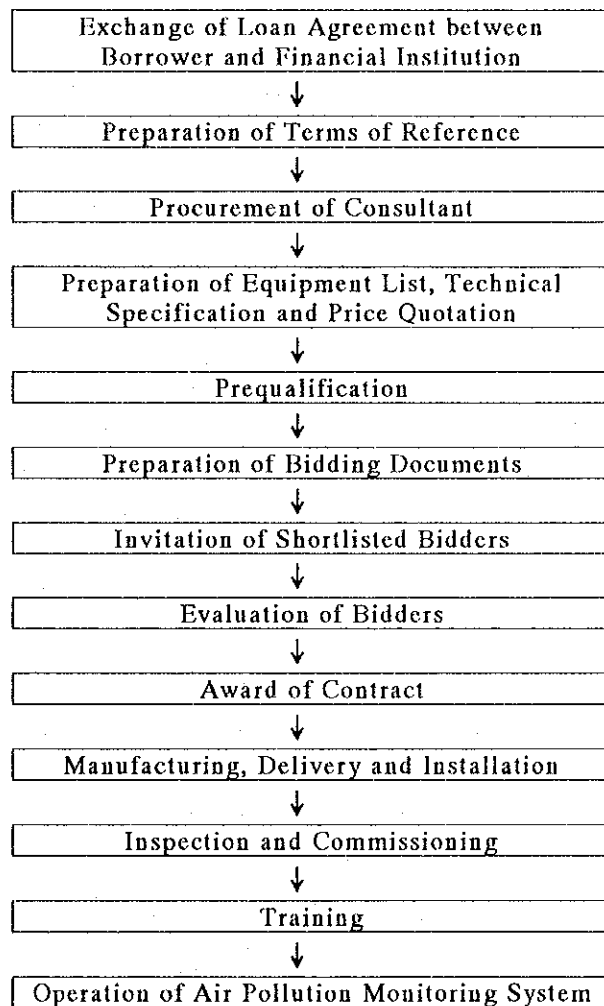 Exchange of Loan Agreement between
Borrower and Financial Institution
Preparation of Terms of Reference
Procurement of Consultant
Preparation of Equipment List, Technical
Specification and Price Quotation
Prequalification
Preparation of Bidding Documents
Invitation of Shortlisted Bidders
Evaluation of Bidders
Award of Contract
Manufacturing, Delivery and Installation
Inspection and Commissioning
Training
Operation of Air Pollution Monitoring System